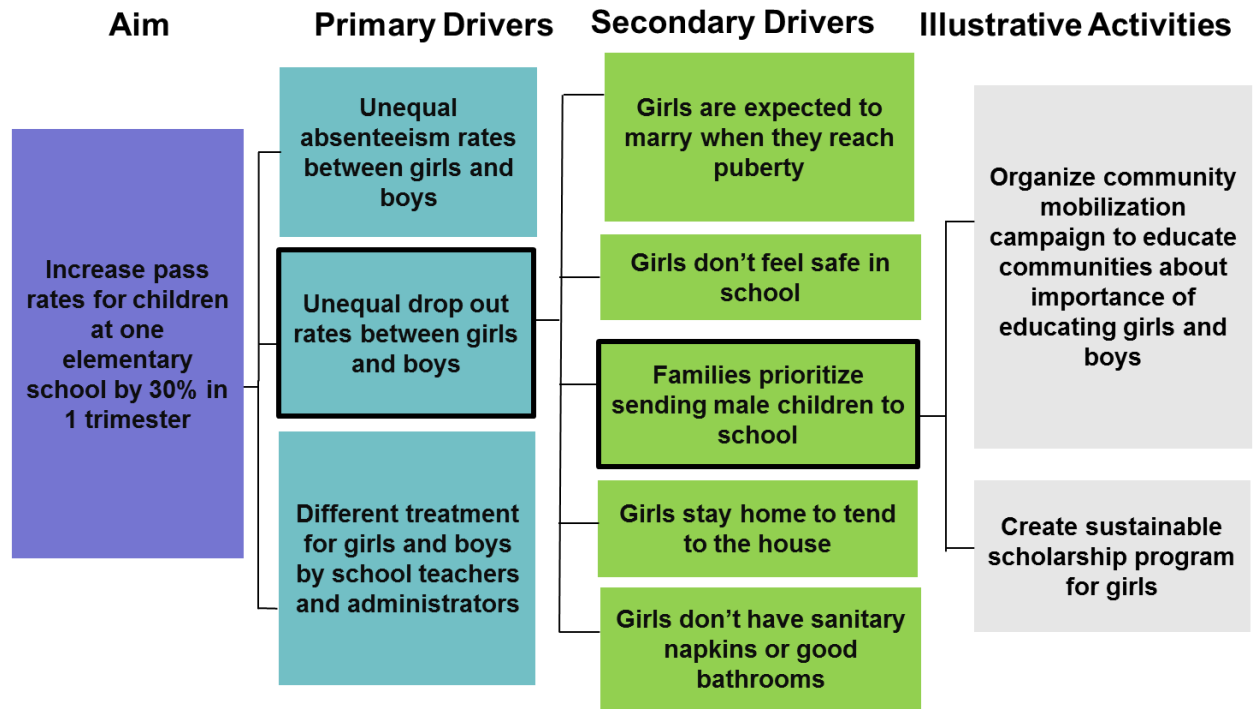 Aim
Primary Drivers
Secondary Drivers
Illustrative Activities
Increase pass
rates for children
at one
elementary
school by 30% in
1 trimester
Unequal
absenteeism rates
between girls and
boys
Unequal drop out
rates between girls
and boys
Different treatment
for girls and boys
by school teachers
and administrators
Girls are expected to
marry when they reach
puberty
Girls don’t feel safe in
school
Families prioritize
sending male children to
school
Girls stay home to tend
to the house
Girls don’t have sanitary
napkins or good
bathrooms
Organize community
mobilization
campaign to educate
communities about
importance of
educating girls and
boys
Create sustainable
scholarship program
for girls